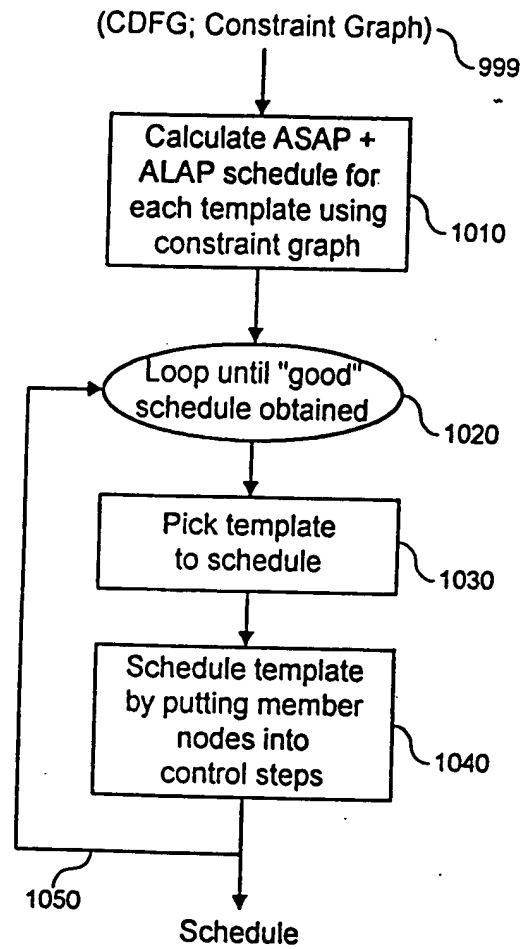 (CDFG; Constraint Graph)
999
Calculate ASAP +
ALAP schedule for
each template using
constraint graph
1010
Loop until "good"
schedule obtained
1020
Pick template
to schedule
1030
Schedule template
by putting member
nodes into
control steps
1040
1050
Schedule